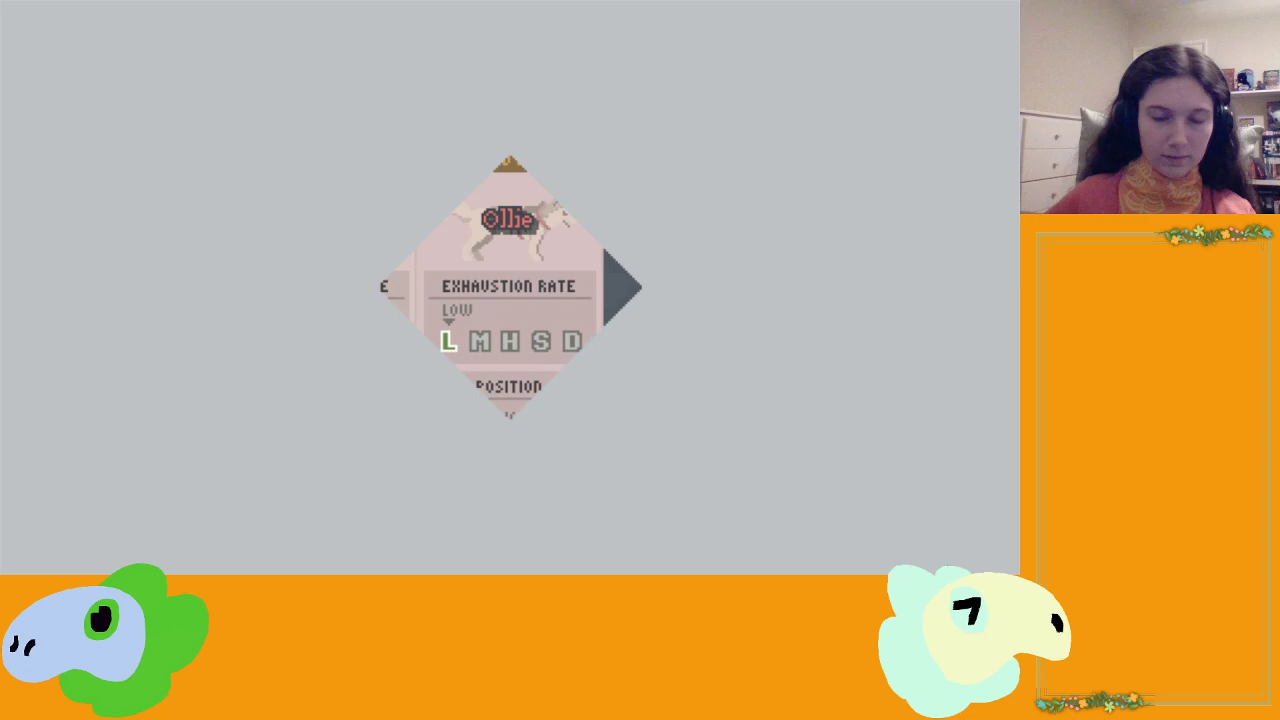 Ollie
E
EXHAUSTION RATE
LOW
L M H S D
POSITION